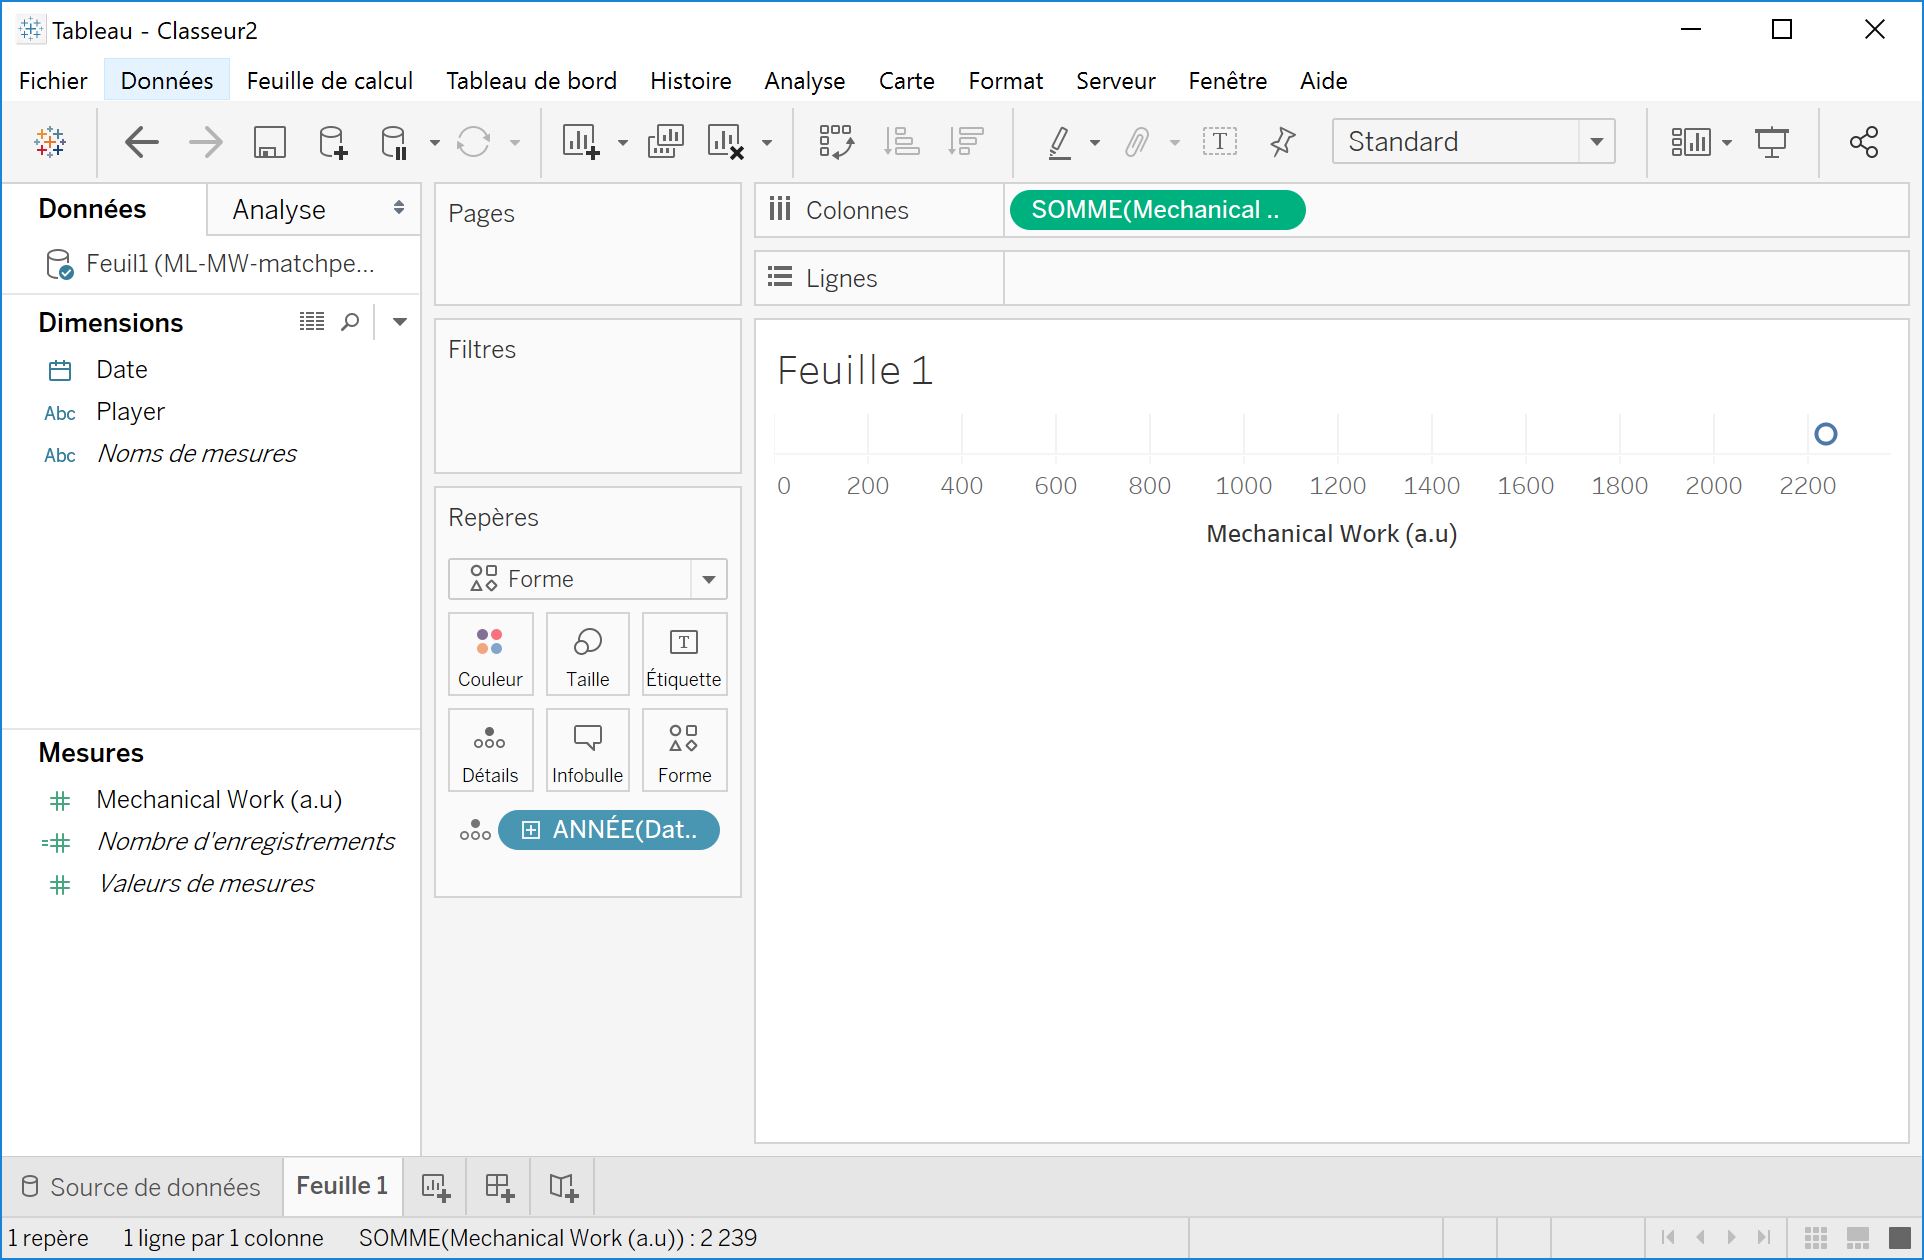 Tableau - Classeur2
Fichier Données Feuille de calcul Tableau de bord Histoire Analyse Carte Format Serveur Fenêtre Aide
Standard
Données Analyse
Feuil1 (ML-MW-matchpe...
Dimensions
Date
Abc Player
Abc Noms de mesures
Mesures
Mechanical Work (a.u)
Nombre d'enregistrements
Valeurs de mesures
Pages
Filtres
Repères
Forme
Couleur Taille Étiquette
Détails Infobulle Forme
ANNÉE(Dat..
Colonnes SOMME(Mechanical ..
Lignes
Feuille 1
0 200 400 600 800 1000 1200 1400 1600 1800 2000 2200
Mechanical Work (a.u)
Source de données Feuille 1
1 repère 1 ligne par 1 colonne SOMME(Mechanical Work (a.u)) : 2 239